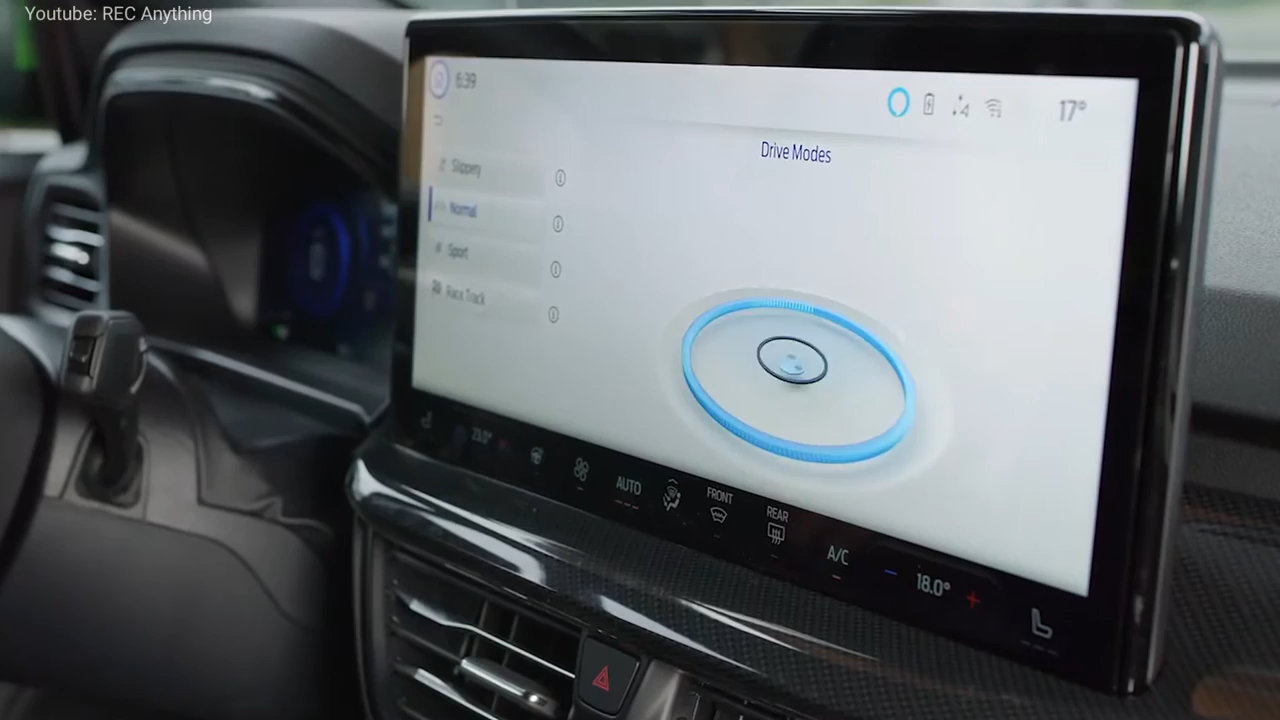 Youtube: REC Anything
6:39
17°
Drive Modes
Slippery
Normal
Sport
Race Track
AUTO
FRONT
REAR
A/C
− 18.0° +